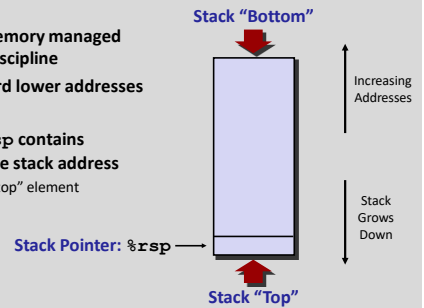 Stack “Bottom”
emory managed
scipline
rd lower addresses
Increasing
Addresses
sp contains
e stack address
top” element
Stack
Grows
Down
Stack Pointer: %rsp
Stack “Top”